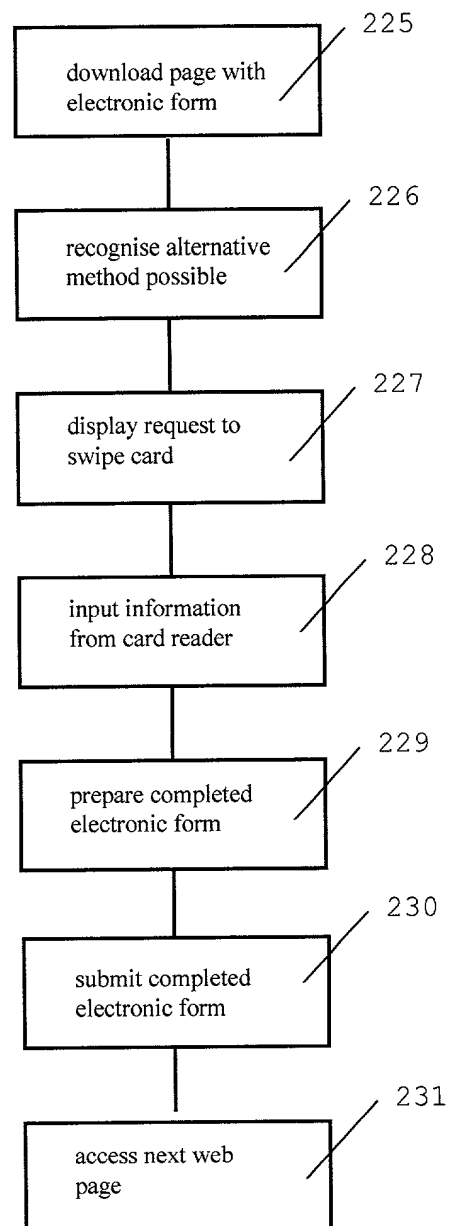 225
download page with
electronic form
226
recognise alternative
method possible
227
display request to
swipe card
228
input information
from card reader
229
prepare completed
electronic form
230
submit completed
electronic form
231
access next web
page